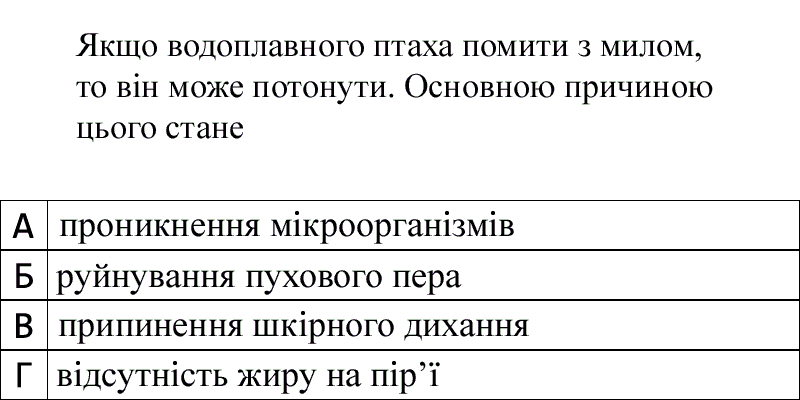 Якщо водоплавного птаха помити з милом,
то він може потонути. Основною причиною
цього стане
А проникнення мікроорганізмів
Б руйнування пухового пера
В припинення шкірного дихання
Г відсутність жиру на пір’ї